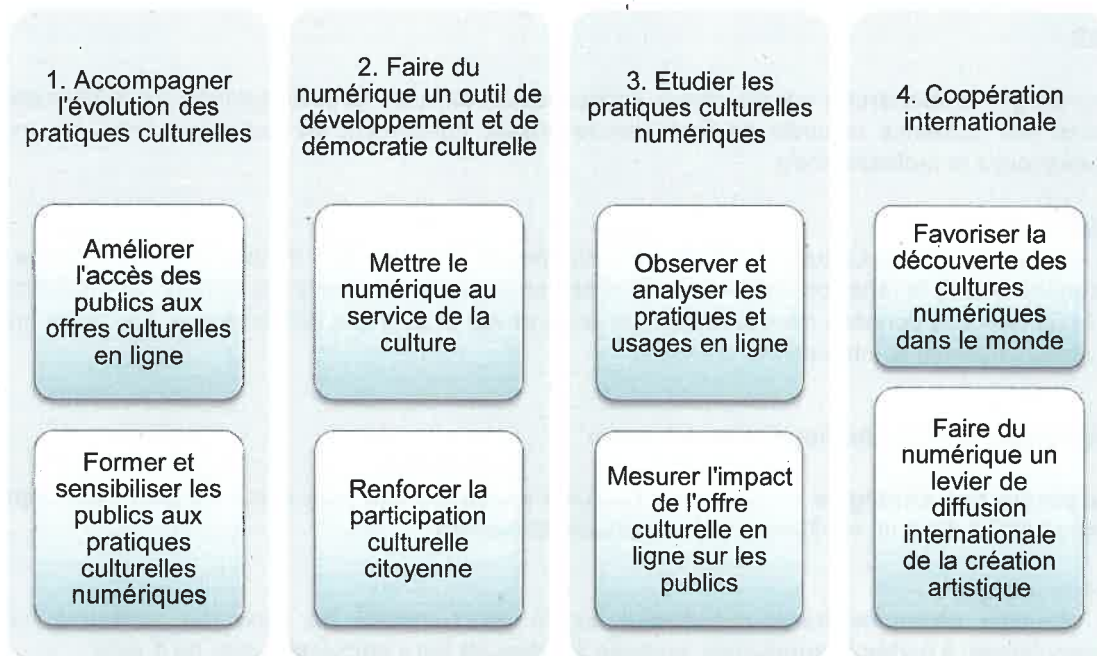 1. Accompagner
l'évolution des
pratiques culturelles
Améliorer
l'accès des
publics aux
offres culturelles
en ligne
Former et
sensibiliser les
publics aux
pratiques
culturelles
numériques
2. Faire du
numérique un outil de
développement et de
démocratie culturelle
Mettre le
numérique au
service de la
culture
Renforcer la
participation
culturelle
citoyenne
3. Etudier les
pratiques culturelles
numériques
Observer et
analyser les
pratiques et
usages en ligne
Mesurer l'impact
de l'offre
culturelle en
ligne sur les
publics
4. Coopération
internationale
Favoriser la
découverte des
cultures
numériques
dans le monde
Faire du
numérique un
levier de
diffusion
internationale
de la création
artistique